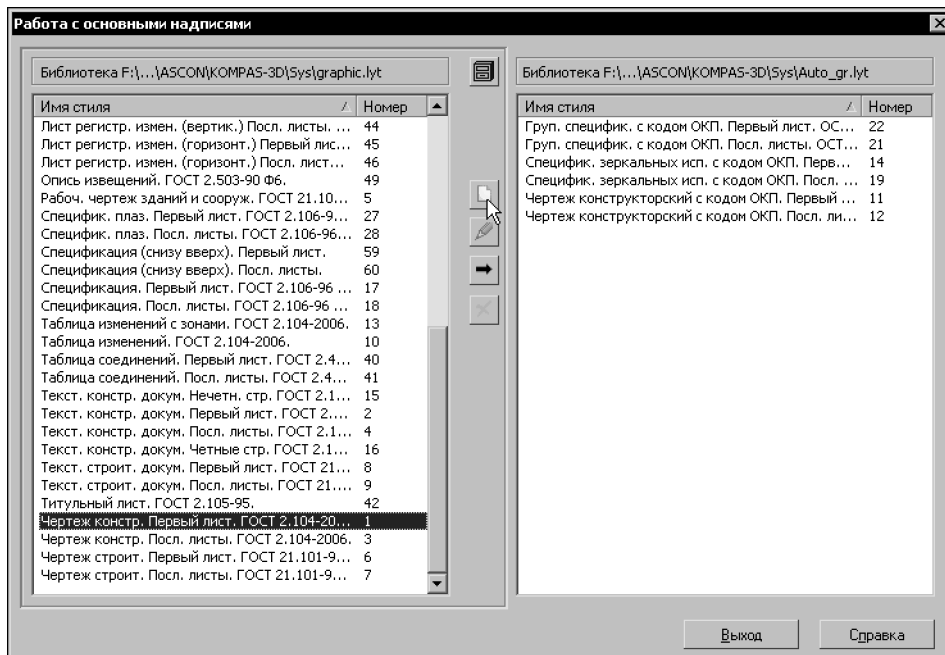 Работа с основными надписями
Библиотека F:\...\ASCON\KOMPAS-3D\Sys\graphic.lyt
Имя стиля Номер
Лист регистр. измен. (вертик.) Посл. листы. ... 44
Лист регистр. измен. (горизонт.) Первый лис... 45
Лист регистр. измен. (горизонт.) Посл. лист... 46
Опись извещений. ГОСТ 2.503-90 Ф6. 49
Рабоч. чертеж зданий и сооруж. ГОСТ 21.10... 5
Специфик. плаз. Первый лист. ГОСТ 2.106-9... 27
Специфик. плаз. Посл. листы. ГОСТ 2.106-96... 28
Спецификация (снизу вверх). Первый лист. 59
Спецификация (снизу вверх). Посл. листы. 60
Спецификация. Первый лист. ГОСТ 2.106-96 ... 17
Спецификация. Посл. листы. ГОСТ 2.106-96 ... 18
Таблица изменений с зонами. ГОСТ 2.104-2006. 13
Таблица изменений. ГОСТ 2.104-2006. 10
Таблица соединений. Первый лист. ГОСТ 2.4... 40
Таблица соединений. Посл. листы. ГОСТ 2.4... 41
Текст. констр. докум. Нечетн. стр. ГОСТ 2.1... 15
Текст. констр. докум. Первый лист. ГОСТ 2.... 2
Текст. констр. докум. Посл. листы. ГОСТ 2.1... 4
Текст. констр. докум. Четные стр. ГОСТ 2.1... 16
Текст. строит. докум. Первый лист. ГОСТ 21... 8
Текст. строит. докум. Посл. листы. ГОСТ 21.... 9
Титульный лист. ГОСТ 2.105-95. 42
Чертеж констр. Первый лист. ГОСТ 2.104-20... 1
Чертеж констр. Посл. листы. ГОСТ 2.104-2006. 3
Чертеж строит. Первый лист. ГОСТ 21.101-9... 6
Чертеж строит. Посл. листы. ГОСТ 21.101-9... 7
Библиотека F:\...\ASCON\KOMPAS-3D\Sys\Auto_gr.lyt
Имя стиля Номер
Груп. специфик. с кодом ОКП. Первый лист. ОС... 22
Груп. специфик. с кодом ОКП. Посл. листы. ОСТ... 21
Специфик. зеркальных исп. с кодом ОКП. Перв... 14
Специфик. зеркальных исп. с кодом ОКП. Посл. ... 19
Чертеж конструкторский с кодом ОКП. Первый ... 11
Чертеж конструкторский с кодом ОКП. Посл. ли... 12
Выход
Справка